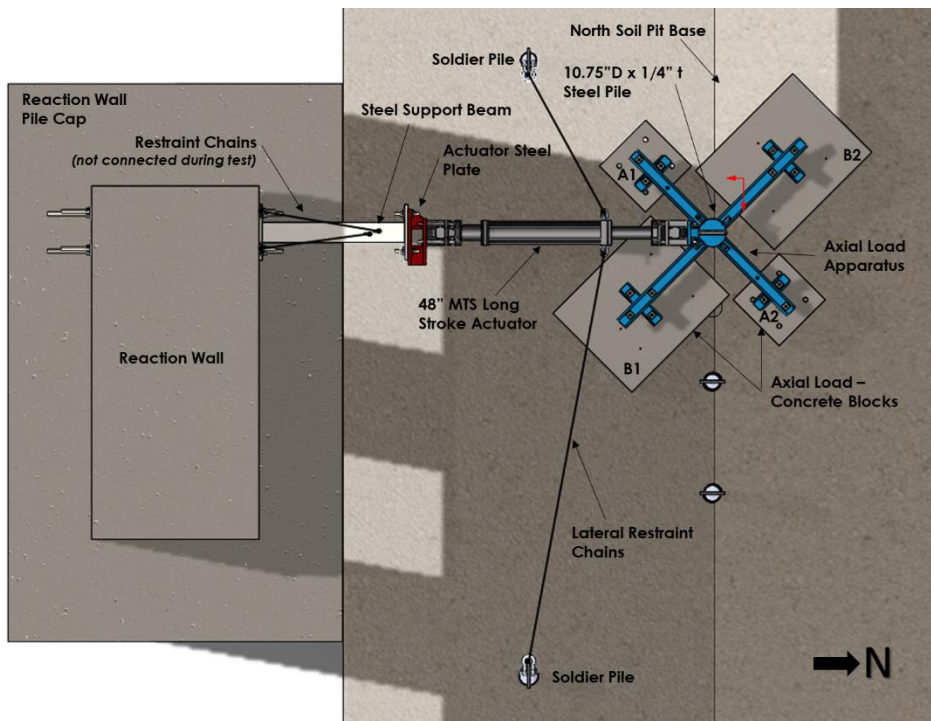 North Soil Pit Base
Soldier Pile
10.75”D x 1/4” t
Steel Pile
Reaction Wall
Pile Cap
Steel Support Beam
Restraint Chains
(not connected during test)
Actuator Steel
Plate
A1
B2
Axial Load
Apparatus
48” MTS Long
Stroke Actuator
A2
Reaction Wall
B1
Axial Load –
Concrete Blocks
Lateral Restraint
Chains
N
Soldier Pile